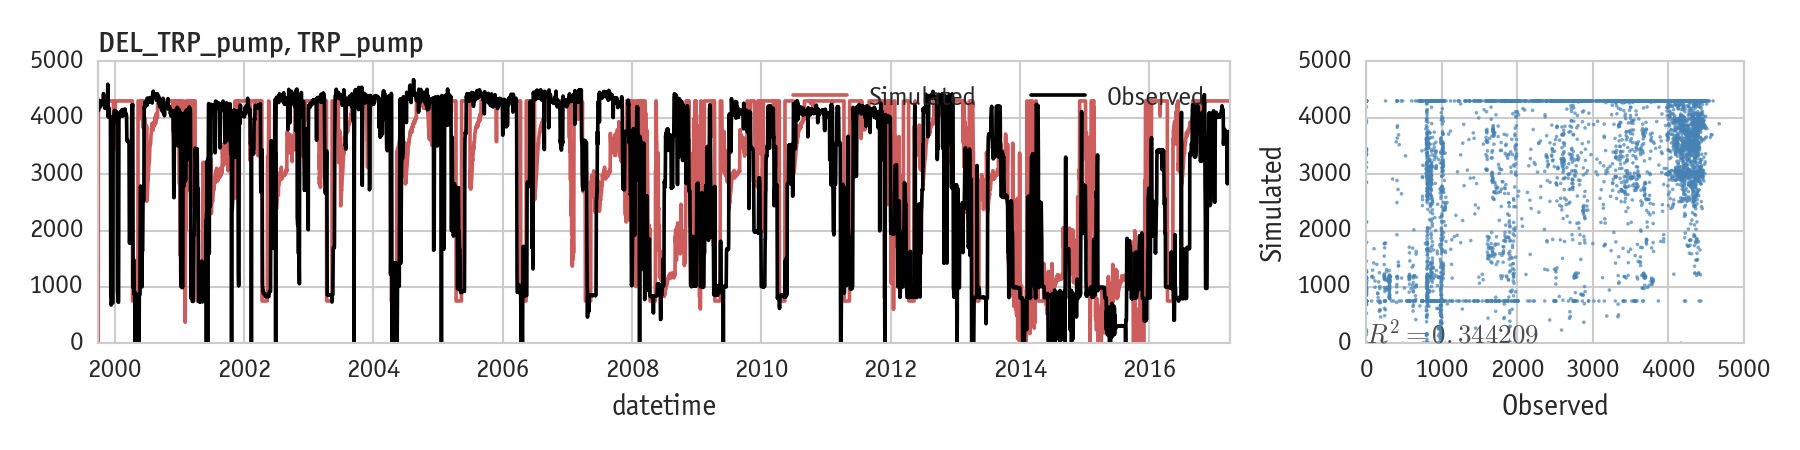 DEL_TRP_pump, TRP_pump
5000
4000
3000
2000
1000
0
Simulated
Observed
2000 2002 2004 2006 2008 2010 2012 2014 2016
datetime
5000
4000
3000
2000
1000
0
Simulated
R² = 0.344209
0 1000 2000 3000 4000 5000
Observed